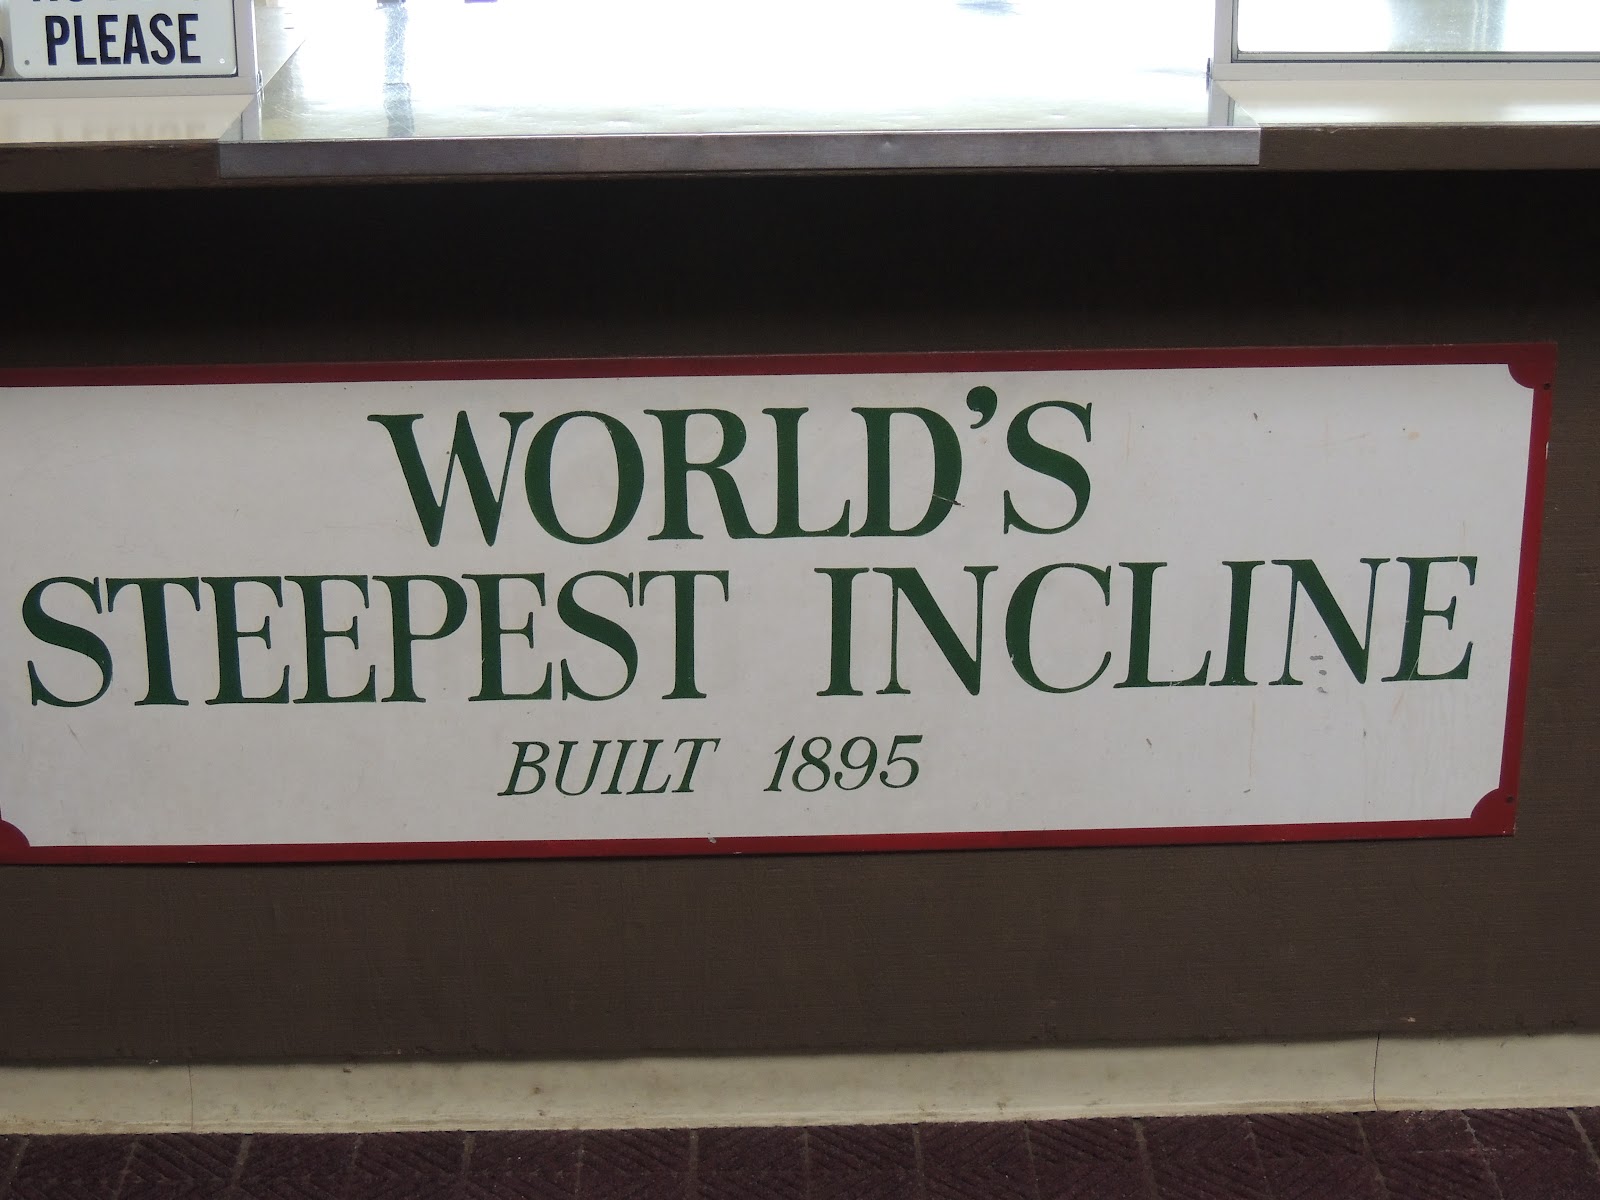 PLEASE
WORLD'S
STEEPEST INCLINE
BUILT 1895